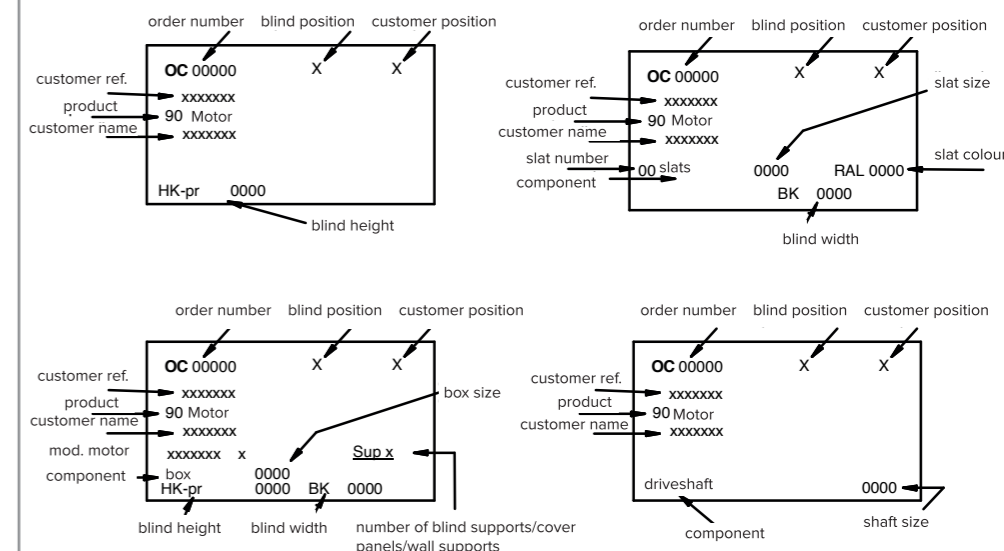 order number blind position customer position
OC 00000 X X
customer ref.
xxxxxxx
product
90 Motor
customer name
xxxxxxx
HK-pr 0000
blind height
order number blind position customer position
OC 00000 X X
slat size
customer ref.
xxxxxxx
product
90 Motor
customer name
xxxxxxx
slat number
00 slats 0000 RAL 0000
slat colour
component
BK 0000
blind width
order number blind position customer position
OC 00000 X X
customer ref.
xxxxxxx
box size
product
90 Motor
customer name
xxxxxxx
mod. motor
xxxxxxx x
Sup x
component
box 0000
HK-pr 0000 BK 0000
blind height blind width number of blind supports/cover
panels/wall supports
order number blind position customer position
OC 00000 X X
customer ref.
xxxxxxx
product
90 Motor
customer name
xxxxxxx
driveshaft 0000
component
shaft size